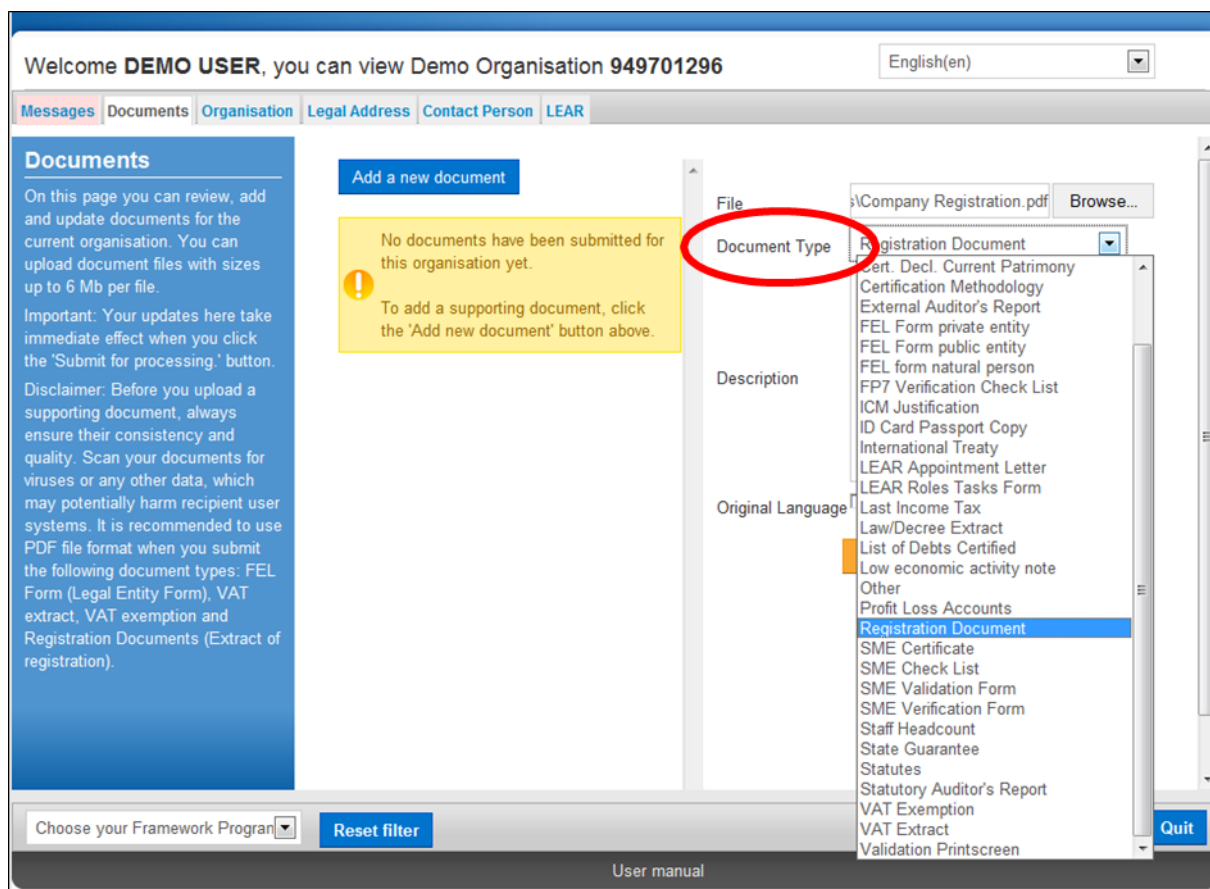 Welcome DEMO USER, you can view Demo Organisation 949701296
English(en)
Messages Documents Organisation Legal Address Contact Person LEAR
Documents
On this page you can review, add
and update documents for the
current organisation. You can
upload document files with sizes
up to 6 Mb per file.
Important: Your updates here take
immediate effect when you click
the 'Submit for processing.' button.
Disclaimer: Before you upload a
supporting document, always
ensure their consistency and
quality. Scan your documents for
viruses or any other data, which
may potentially harm recipient user
systems. It is recommended to use
PDF file format when you submit
the following document types: FEL
Form (Legal Entity Form), VAT
extract, VAT exemption and
Registration Documents (Extract of
registration).
Add a new document
No documents have been submitted for
this organisation yet.
To add a supporting document, click
the 'Add new document' button above.
File
s\Company Registration.pdf
Browse...
Document Type
Registration Document
Cert. Decl. Current Patrimony
Certification Methodology
External Auditor's Report
FEL Form private entity
FEL Form public entity
FEL form natural person
FP7 Verification Check List
ICM Justification
ID Card Passport Copy
International Treaty
LEAR Appointment Letter
LEAR Roles Tasks Form
Last Income Tax
Law/Decree Extract
List of Debts Certified
Low economic activity note
Other
Profit Loss Accounts
Registration Document
SME Certificate
SME Check List
SME Validation Form
SME Verification Form
Staff Headcount
State Guarantee
Statutes
Statutory Auditor's Report
VAT Exemption
VAT Extract
Validation Printscreen
Description
Original Language
Choose your Framework Progran
Reset filter
Quit
User manual